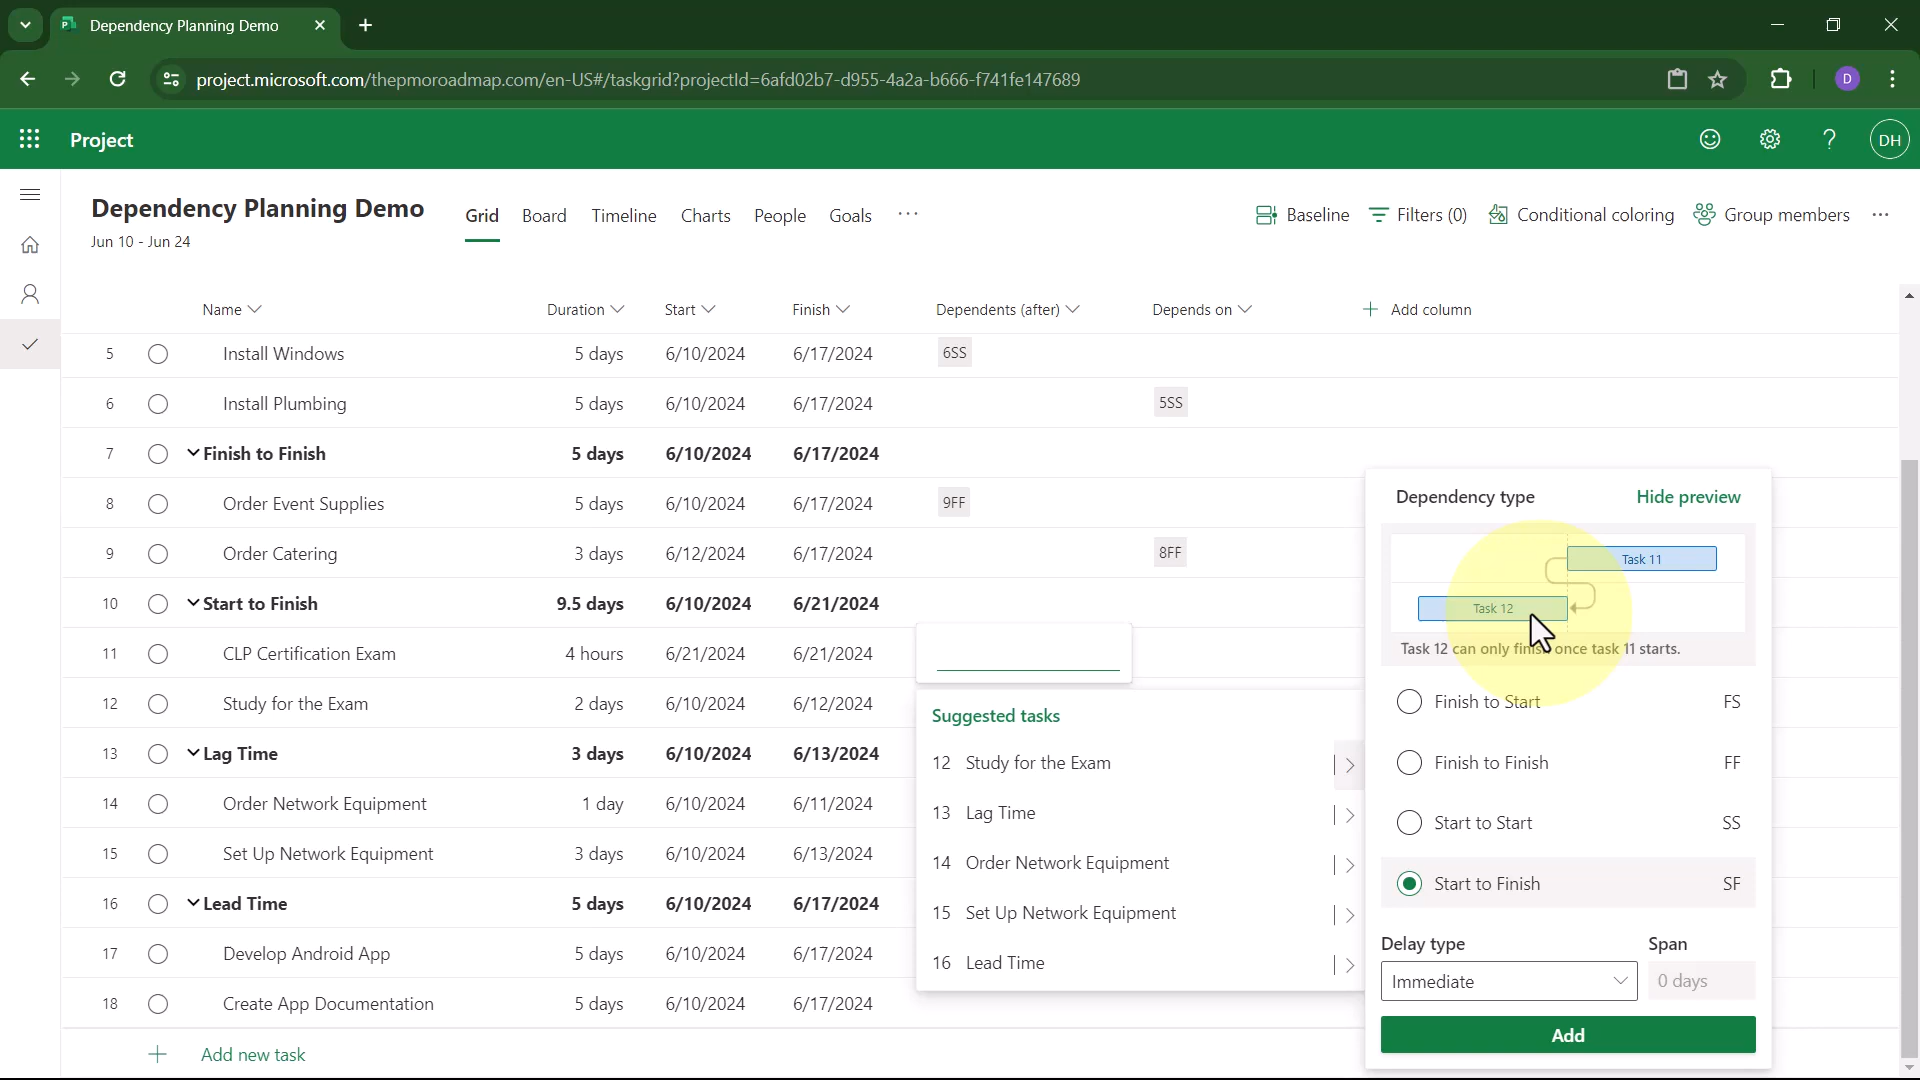 Dependency Planning Demo
project.microsoft.com/thepmoroadmap.com/en-US#/taskgrid?projectId=6afd02b7-d955-4a2a-b666-f741fe147689
D
Project
DH
Dependency Planning Demo
Jun 10 - Jun 24
Grid Board Timeline Charts People Goals
Baseline Filters (0) Conditional coloring Group members
Name Duration Start Finish Dependents (after) Depends on Add column
5 Install Windows 5 days 6/10/2024 6/17/2024 6SS
6 Install Plumbing 5 days 6/10/2024 6/17/2024 5SS
7 Finish to Finish 5 days 6/10/2024 6/17/2024
8 Order Event Supplies 5 days 6/10/2024 6/17/2024 9FF
9 Order Catering 3 days 6/12/2024 6/17/2024 8FF
10 Start to Finish 9.5 days 6/10/2024 6/21/2024
11 CLP Certification Exam 4 hours 6/21/2024 6/21/2024
12 Study for the Exam 2 days 6/10/2024 6/12/2024
13 Lag Time 3 days 6/10/2024 6/13/2024
14 Order Network Equipment 1 day 6/10/2024 6/11/2024
15 Set Up Network Equipment 3 days 6/10/2024 6/13/2024
16 Lead Time 5 days 6/10/2024 6/17/2024
17 Develop Android App 5 days 6/10/2024 6/17/2024
18 Create App Documentation 5 days 6/10/2024 6/17/2024
Add new task
Suggested tasks
12 Study for the Exam
13 Lag Time
14 Order Network Equipment
15 Set Up Network Equipment
16 Lead Time
Dependency type Hide preview
Task 11
Task 12
Task 12 can only finish once task 11 starts.
Finish to Start FS
Finish to Finish FF
Start to Start SS
Start to Finish SF
Delay type Span
Immediate 0 days
Add